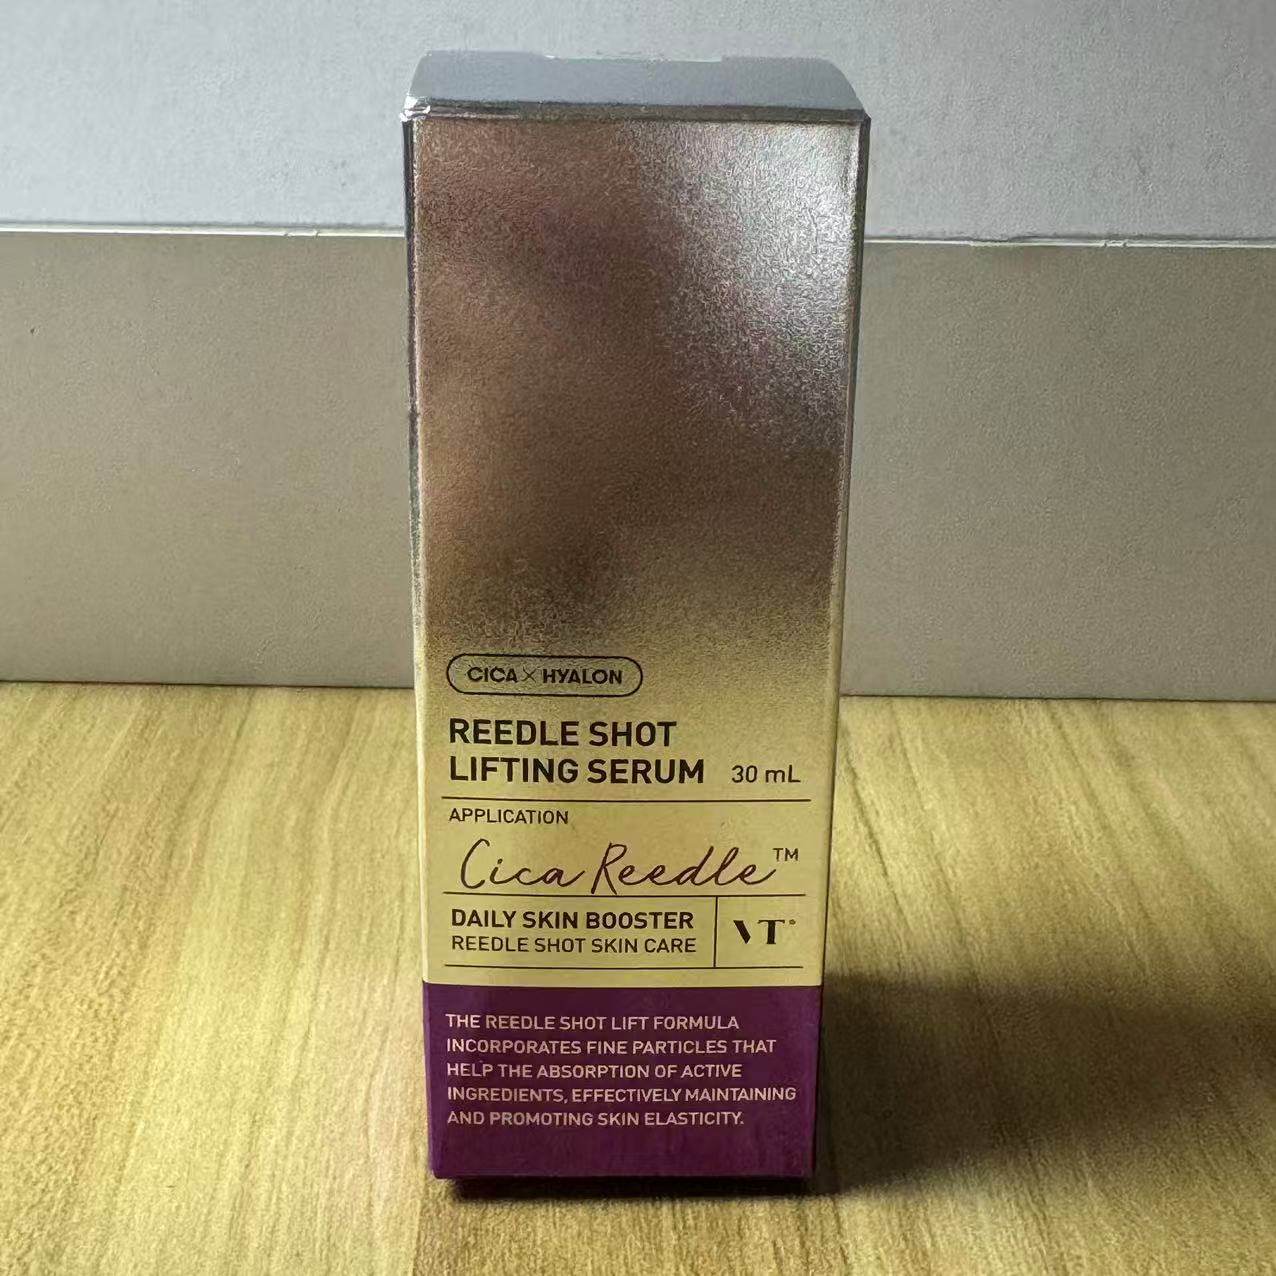 CICA × HYALON
REEDLE SHOT
LIFTING SERUM 30 mL
APPLICATION
Cica Reedle™
DAILY SKIN BOOSTER
REEDLE SHOT SKIN CARE
VT®
THE REEDLE SHOT LIFT FORMULA
INCORPORATES FINE PARTICLES THAT
HELP THE ABSORPTION OF ACTIVE
INGREDIENTS, EFFECTIVELY MAINTAINING
AND PROMOTING SKIN ELASTICITY.